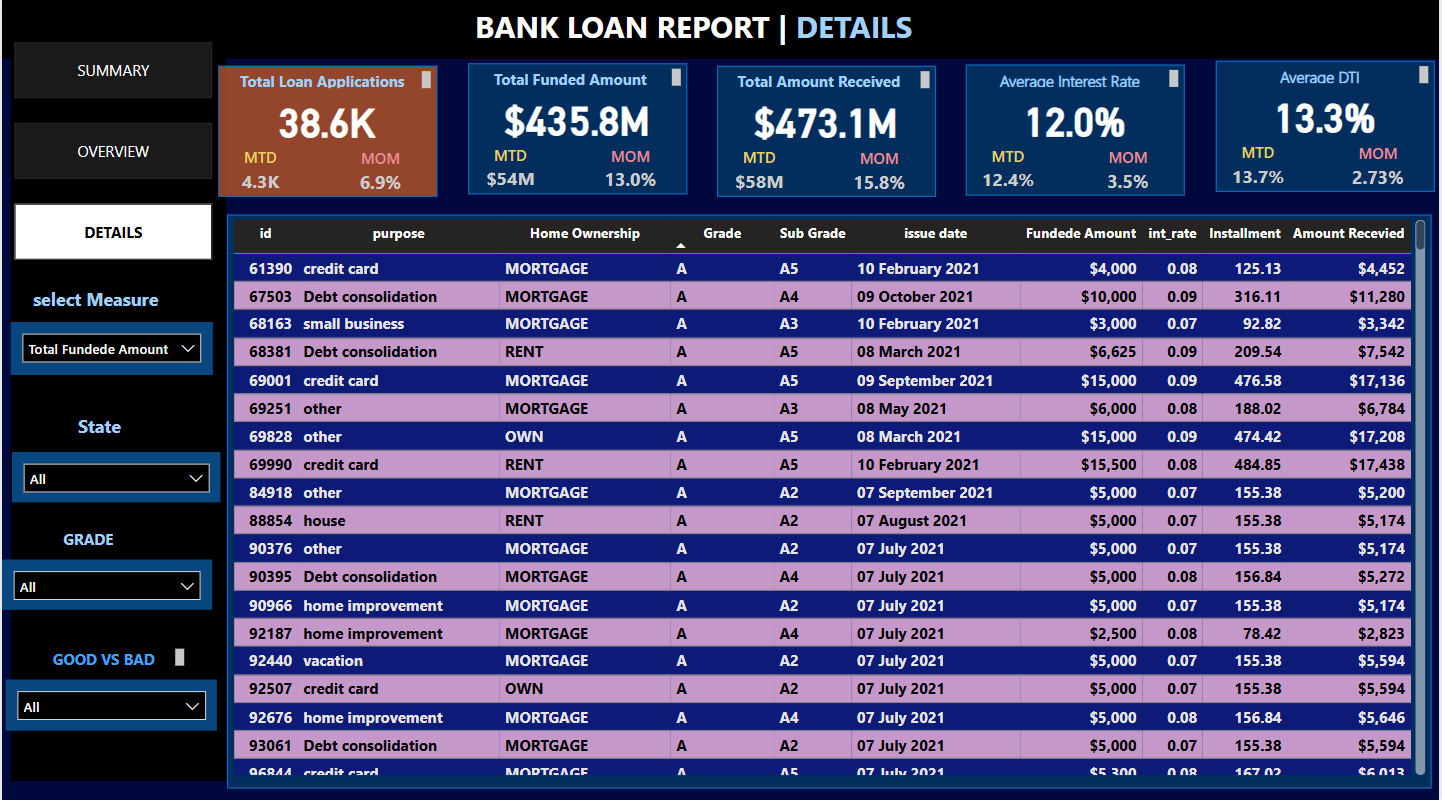 BANK LOAN REPORT | DETAILS
SUMMARY
OVERVIEW
DETAILS
Total Loan Applications
38.6K
MTD MOM
4.3K 6.9%
Total Funded Amount
$435.8M
MTD MOM
$54M 13.0%
Total Amount Received
$473.1M
MTD MOM
$58M 15.8%
Average Interest Rate
12.0%
MTD MOM
12.4% 3.5%
Average DTI
13.3%
MTD MOM
13.7% 2.73%
select Measure
Total Fundede Amount
State
All
GRADE
All
GOOD VS BAD
All
id purpose Home Ownership Grade Sub Grade issue date Fundede Amount int_rate Installment Amount Recevied
61390 credit card MORTGAGE A A5 10 February 2021 $4,000 0.08 125.13 $4,452
67503 Debt consolidation MORTGAGE A A4 09 October 2021 $10,000 0.09 316.11 $11,280
68163 small business MORTGAGE A A3 10 February 2021 $3,000 0.07 92.82 $3,342
68381 Debt consolidation RENT A A5 08 March 2021 $6,625 0.09 209.54 $7,542
69001 credit card MORTGAGE A A5 09 September 2021 $15,000 0.09 476.58 $17,136
69251 other MORTGAGE A A3 08 May 2021 $6,000 0.08 188.02 $6,784
69828 other OWN A A5 08 March 2021 $15,000 0.09 474.42 $17,208
69990 credit card RENT A A5 10 February 2021 $15,500 0.08 484.85 $17,438
84918 other MORTGAGE A A2 07 September 2021 $5,000 0.07 155.38 $5,200
88854 house RENT A A2 07 August 2021 $5,000 0.07 155.38 $5,174
90376 other MORTGAGE A A2 07 July 2021 $5,000 0.07 155.38 $5,174
90395 Debt consolidation MORTGAGE A A4 07 July 2021 $5,000 0.08 156.84 $5,272
90966 home improvement MORTGAGE A A2 07 July 2021 $5,000 0.07 155.38 $5,174
92187 home improvement MORTGAGE A A4 07 July 2021 $2,500 0.08 78.42 $2,823
92440 vacation MORTGAGE A A2 07 July 2021 $5,000 0.07 155.38 $5,594
92507 credit card OWN A A2 07 July 2021 $5,000 0.07 155.38 $5,594
92676 home improvement MORTGAGE A A4 07 July 2021 $5,000 0.08 156.84 $5,646
93061 Debt consolidation MORTGAGE A A2 07 July 2021 $5,000 0.07 155.38 $5,594
96844 credit card MORTGAGE A A5 07 July 2021 $5,300 0.08 167.02 $6,013